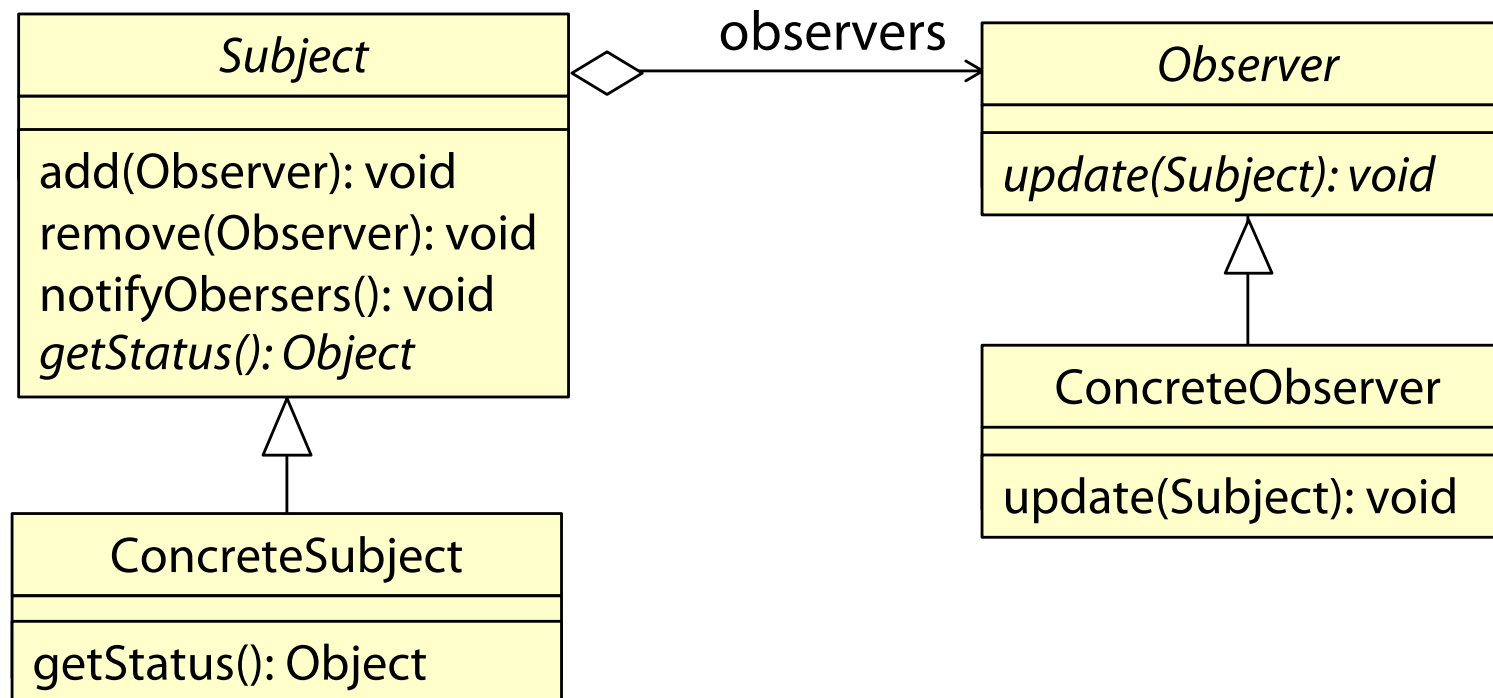 Subject
add(Observer): void
remove(Observer): void
notifyObersers(): void
getStatus(): Object
observers
Observer
update(Subject): void
ConcreteObserver
update(Subject): void
ConcreteSubject
getStatus(): Object